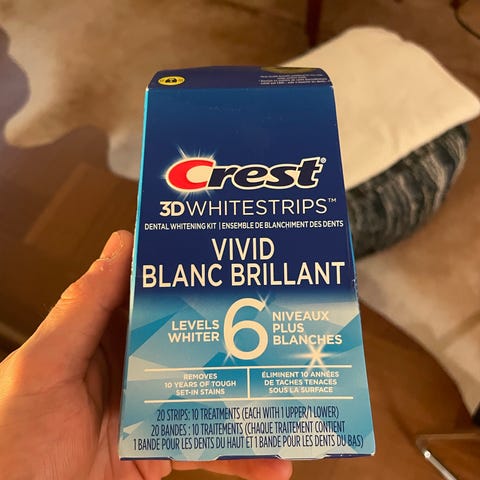 Crest®
3DWHITESTRIPS™
DENTAL WHITENING KIT | ENSEMBLE DE BLANCHIMENT DES DENTS
VIVID
BLANC BRILLANT
LEVELS
WHITER
6
NIVEAUX
PLUS
BLANCHES
REMOVES
10 YEARS OF TOUGH
SET-IN STAINS
ÉLIMINENT 10 ANNÉES
DE TACHES TENACES
SOUS LA SURFACE
20 STRIPS: 10 TREATMENTS (EACH WITH 1 UPPER/1 LOWER)
20 BANDES : 10 TRAITEMENTS (CHAQUE TRAITEMENT CONTIENT
1 BANDE POUR LES DENTS DU HAUT ET 1 BANDE POUR LES DENTS DU BAS)